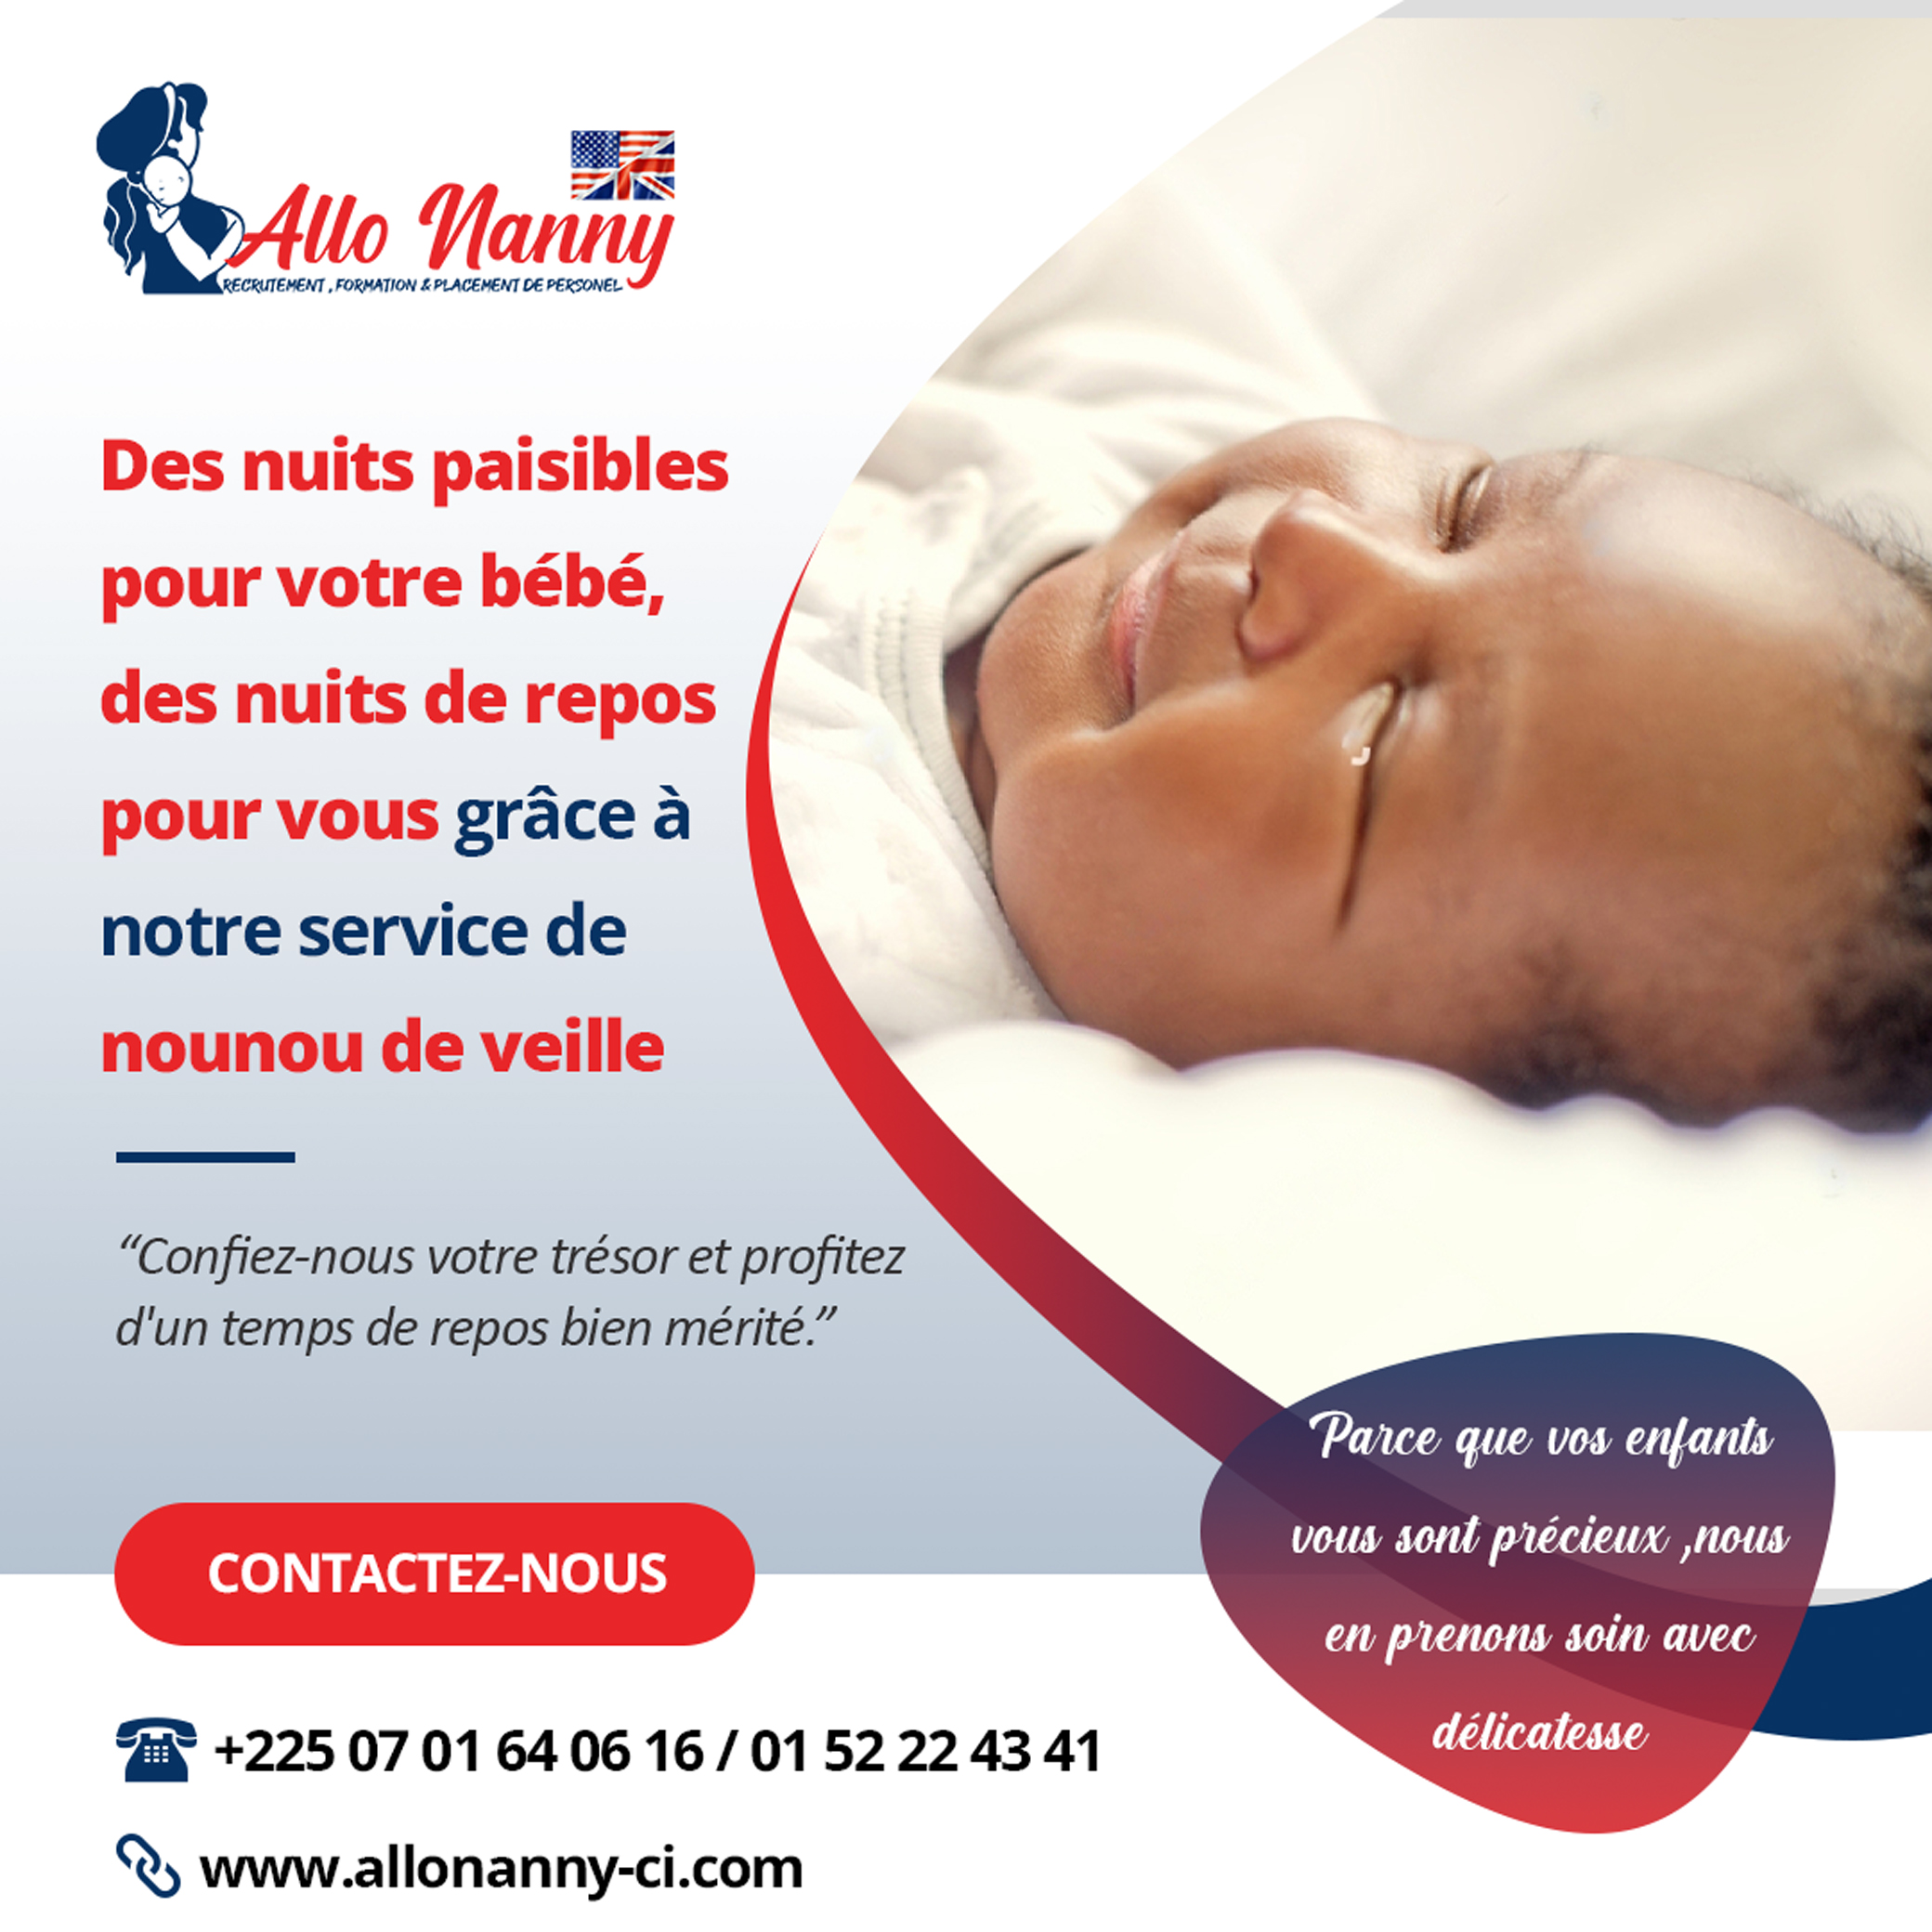 Allo Nanny
RECRUTEMENT , FORMATION & PLACEMENT DE PERSONEL
Des nuits paisibles
pour votre bébé,
des nuits de repos
pour vous grâce à
notre service de
nounou de veille
“Confiez-nous votre trésor et profitez
d'un temps de repos bien mérité.”
CONTACTEZ-NOUS
+225 07 01 64 06 16 / 01 52 22 43 41
www.allonanny-ci.com
Parce que vos enfants
vous sont précieux ,nous
en prenons soin avec
délicatesse